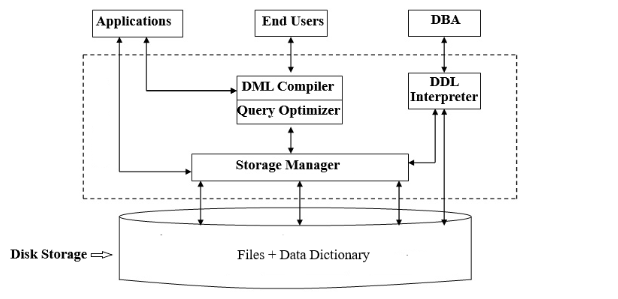 Applications
End Users
DBA
DML Compiler
Query Optimizer
DDL
Interpreter
Storage Manager
Disk Storage
Files + Data Dictionary